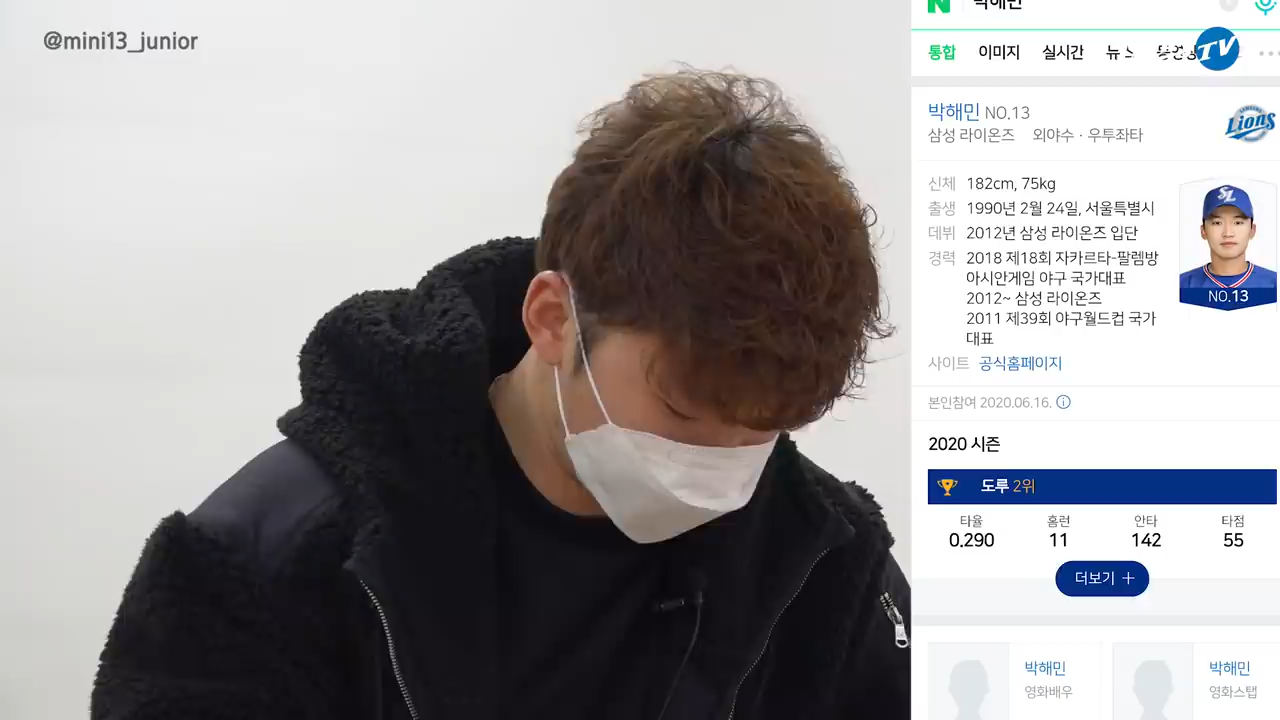 @mini13_junior
박해민
통합 이미지 실시간 뉴스
TV
박해민 NO.13
삼성 라이온즈 외야수 · 우투좌타
Lions
신체 182cm, 75kg
출생 1990년 2월 24일, 서울특별시
데뷔 2012년 삼성 라이온즈 입단
경력 2018 제18회 자카르타-팔렘방
아시안게임 야구 국가대표
2012~ 삼성 라이온즈
2011 제39회 야구월드컵 국가
대표
NO.13
사이트 공식홈페이지
본인참여 2020.06.16.
2020 시즌
도루 2위
타율 홈런 안타 타점
0.290 11 142 55
더보기 +
박해민 박해민
영화배우 영화스탭